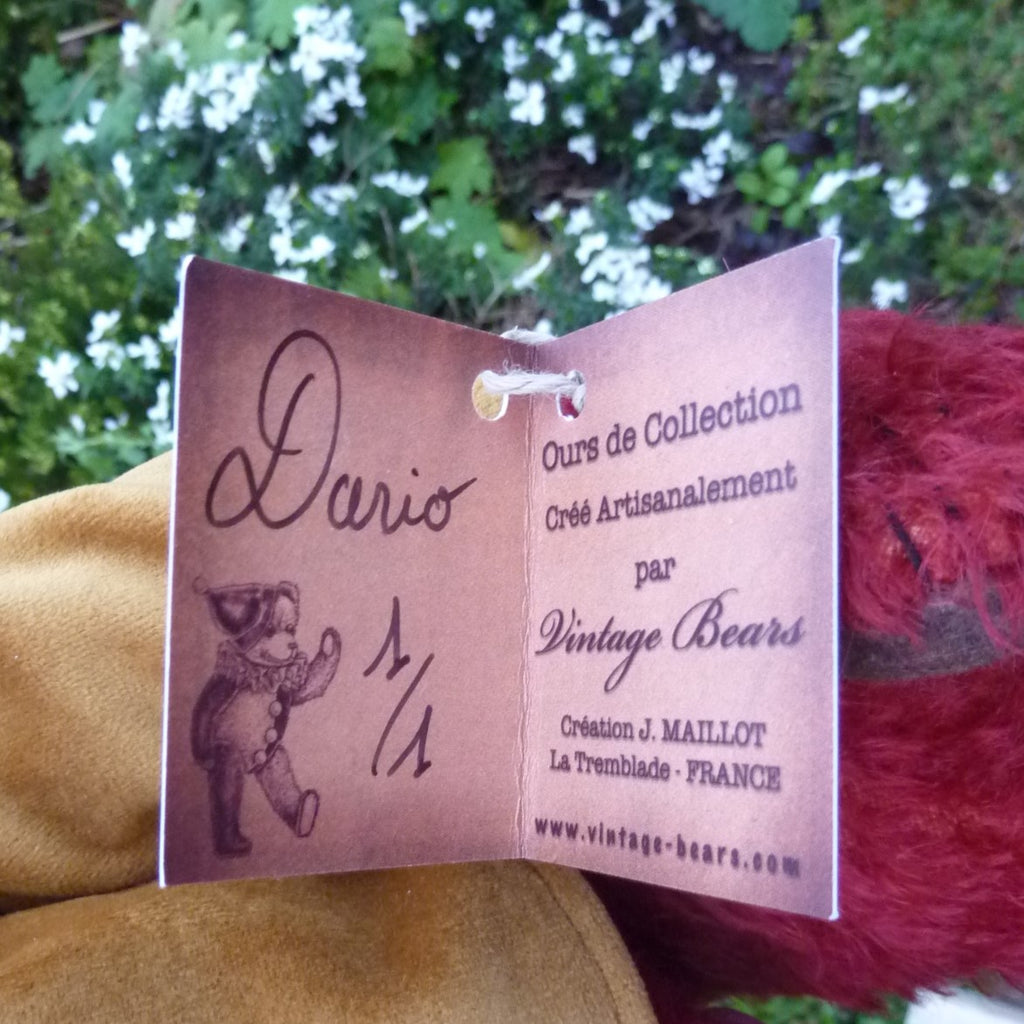 Dario
1/1
Ours de Collection
Créé Artisanalement
par
Vintage Bears
Création J. MAILLOT
La Tremblade - FRANCE
www.vintage-bears.com